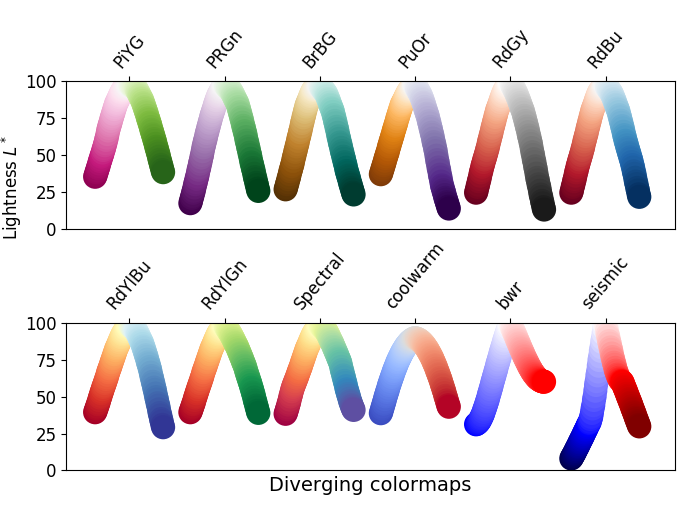 PiYG PRGn BrBG PuOr RdGy RdBu
100
75
50
25
0
Lightness L*
RdYlBu RdYlGn Spectral coolwarm bwr seismic
100
75
50
25
0
Diverging colormaps